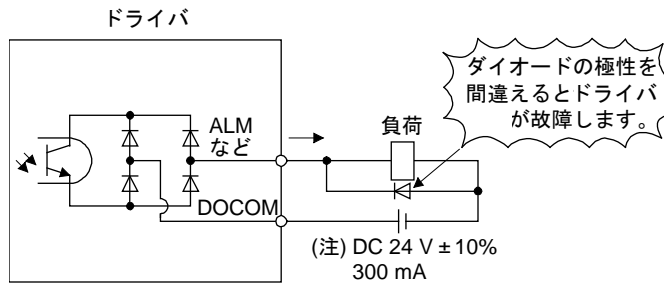 ドライバ
ダイオードの極性を
間違えるとドライバ
が故障します。
ALM
など
負荷
DOCOM
(注) DC 24 V ±10%
300 mA